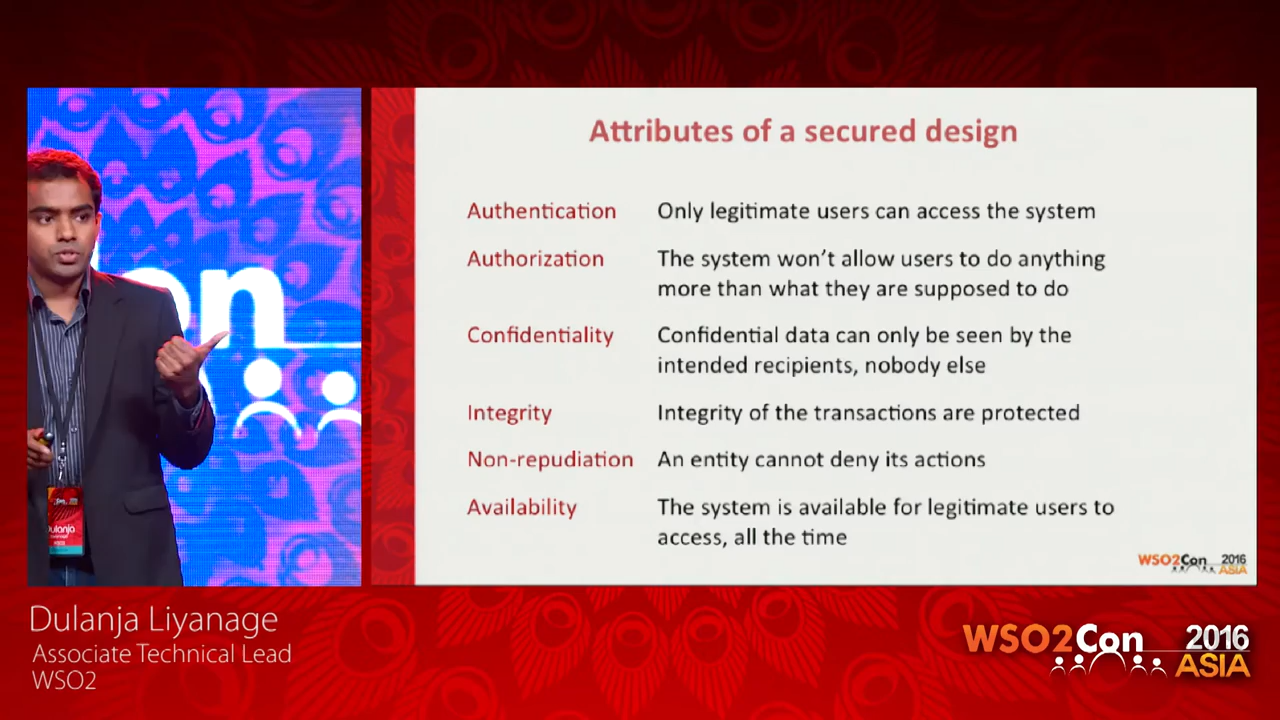 Attributes of a secured design
Authentication Only legitimate users can access the system
Authorization The system won't allow users to do anything
more than what they are supposed to do
Confidentiality Confidential data can only be seen by the
intended recipients, nobody else
Integrity Integrity of the transactions are protected
Non-repudiation An entity cannot deny its actions
Availability The system is available for legitimate users to
access, all the time
WSO2Con 2016
ASIA
on
Dulanja
Dulanja Liyanage
Associate Technical Lead
WSO2
WSO2Con 2016
ASIA